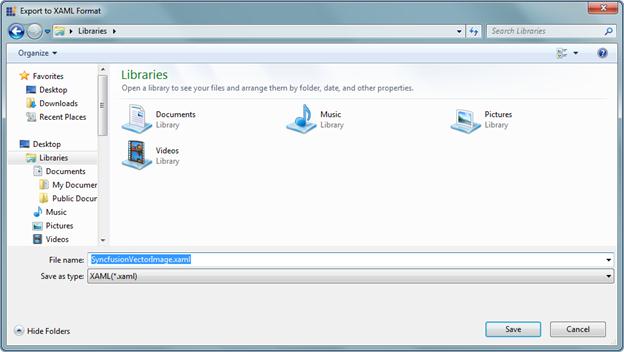 Export to XAML Format
Libraries
Search Libraries
Organize
Favorites
Desktop
Downloads
Recent Places
Desktop
Libraries
Documents
My Documen
Public Docur
Music
Pictures
Videos
Libraries
Open a library to see your files and arrange them by folder, date, and other properties.
Documents
Library
Music
Library
Pictures
Library
Videos
Library
File name: SyncfusionVectorImage.xaml
Save as type: XAML(*.xaml)
Hide Folders
Save
Cancel